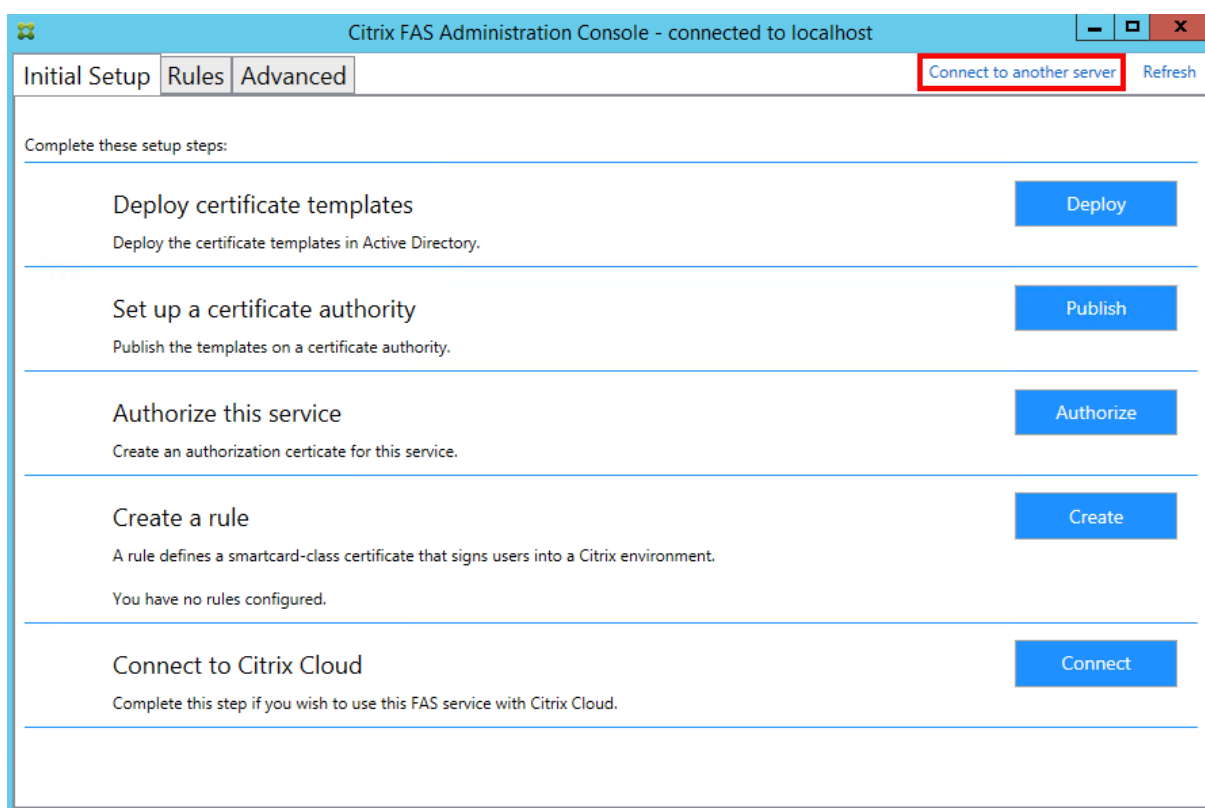 Citrix FAS Administration Console - connected to localhost
Initial Setup Rules Advanced Connect to another server Refresh
Complete these setup steps:
Deploy certificate templates
Deploy
Deploy the certificate templates in Active Directory.
Set up a certificate authority
Publish
Publish the templates on a certificate authority.
Authorize this service
Authorize
Create an authorization certicate for this service.
Create a rule
Create
A rule defines a smartcard-class certificate that signs users into a Citrix environment.
You have no rules configured.
Connect to Citrix Cloud
Connect
Complete this step if you wish to use this FAS service with Citrix Cloud.